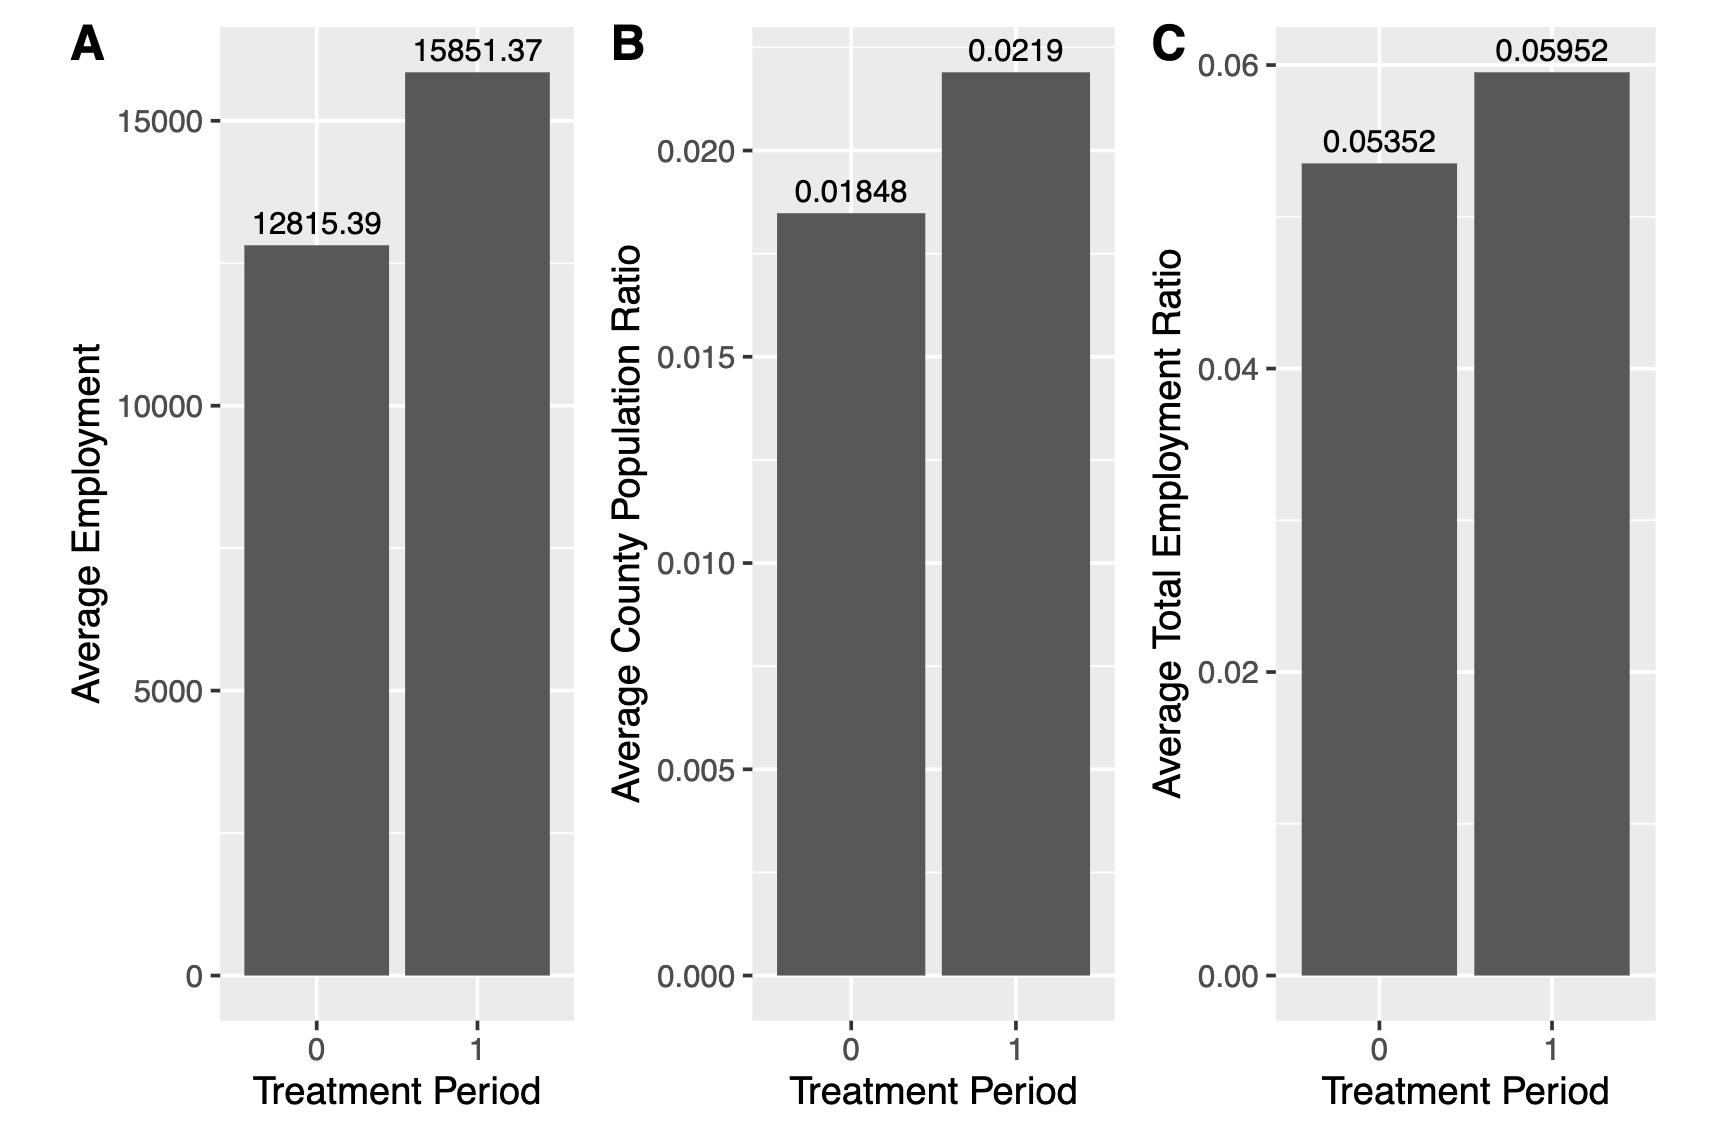 A
Average Employment
15000
10000
5000
0
12815.39
15851.37
0
1
Treatment Period
B
Average County Population Ratio
0.020
0.015
0.010
0.005
0.000
0.01848
0.0219
0
1
Treatment Period
C
Average Total Employment Ratio
0.06
0.04
0.02
0.00
0.05352
0.05952
0
1
Treatment Period